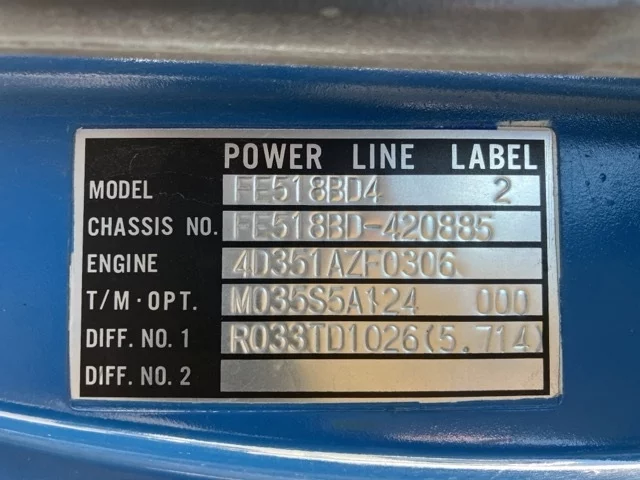 POWER LINE LABEL
MODEL FE518BD4 2
CHASSIS NO. FE518BD-420885
ENGINE 4D351AZF0306
T/M·OPT. M035S5A124 000
DIFF. NO. 1 R033TD1026(5.714)
DIFF. NO. 2